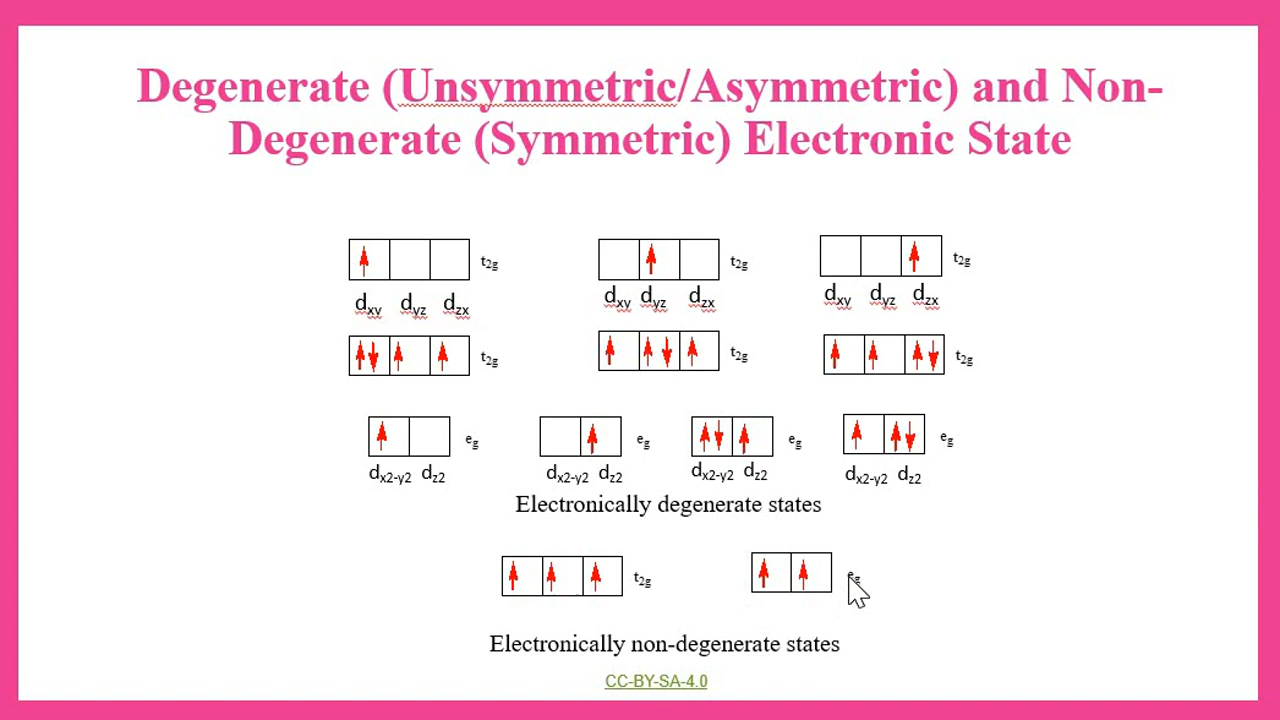 Degenerate (Unsymmetric/Asymmetric) and Non-
Degenerate (Symmetric) Electronic State
t2g t2g t2g
dxy dyz dzx dxy dyz dzx dxy dyz dzx
t2g t2g t2g
eg eg eg eg
dx2-y2 dz2 dx2-y2 dz2 dx2-y2 dz2 dx2-y2 dz2
Electronically degenerate states
t2g eg
Electronically non-degenerate states
CC-BY-SA-4.0